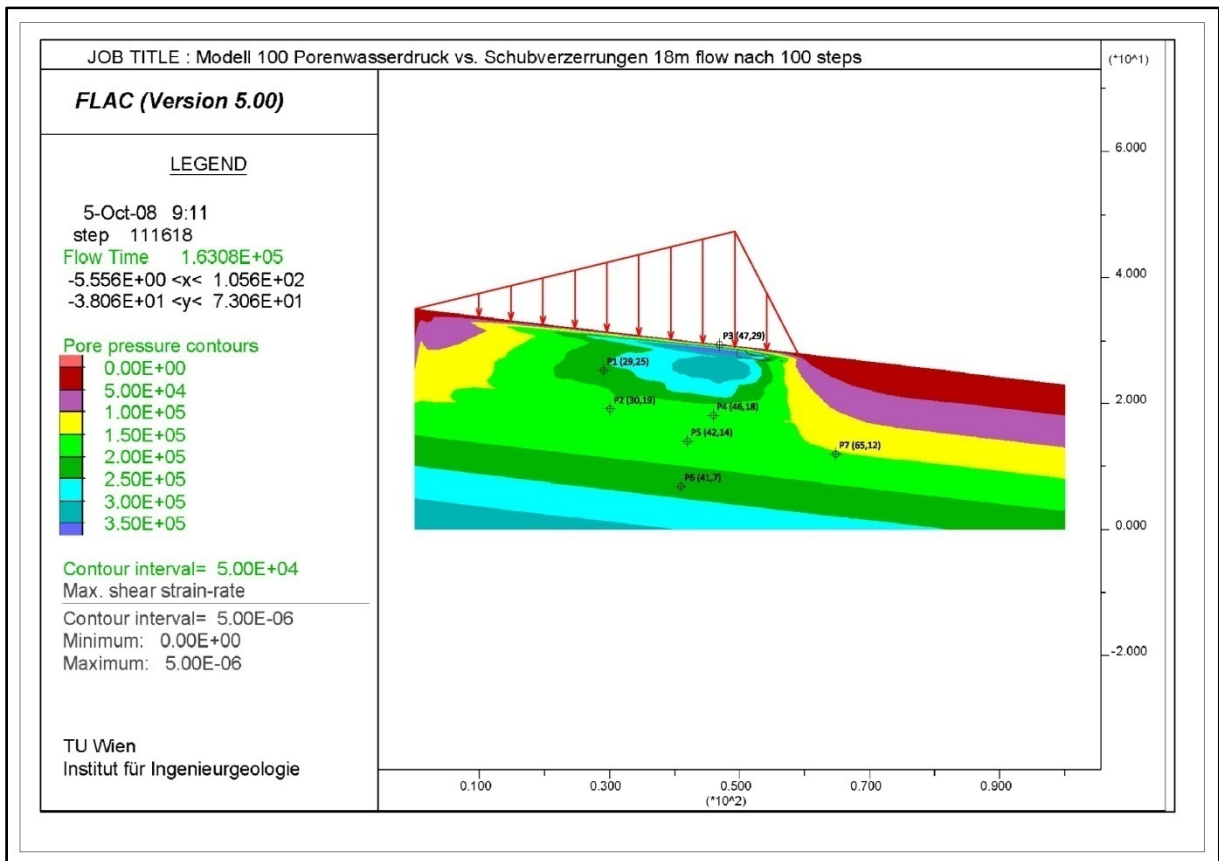 JOB TITLE : Modell 100 Porenwasserdruck vs. Schubverzerrungen 18m flow nach 100 steps
(*10^1)
FLAC (Version 5.00)
LEGEND
5-Oct-08 9:11
step 111618
Flow Time 1.6308E+05
-5.556E+00 <x< 1.056E+02
-3.806E+01 <y< 7.306E+01
Pore pressure contours
0.00E+00
5.00E+04
1.00E+05
1.50E+05
2.00E+05
2.50E+05
3.00E+05
3.50E+05
Contour interval= 5.00E+04
Max. shear strain-rate
Contour interval= 5.00E-06
Minimum: 0.00E+00
Maximum: 5.00E-06
TU Wien
Institut für Ingenieurgeologie
P3 (47,29)
P1 (29,25)
P2 (30,19)
P4 (46,18)
P5 (42,14)
P7 (65,12)
P6 (41,7)
6.000
4.000
2.000
0.000
-2.000
0.100 0.300 0.500 0.700 0.900
(*10^2)